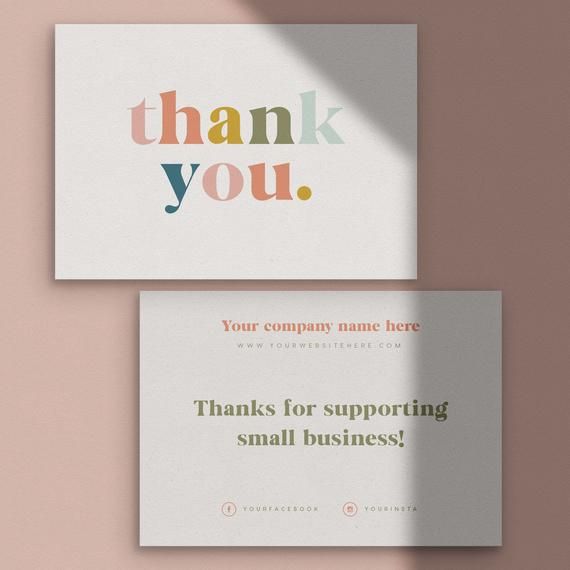 thank
you.
Your company name here
WWW.YOURWEBSITEHERE.COM
Thanks for supporting
small business!
YOURFACEBOOK YOURINSTA